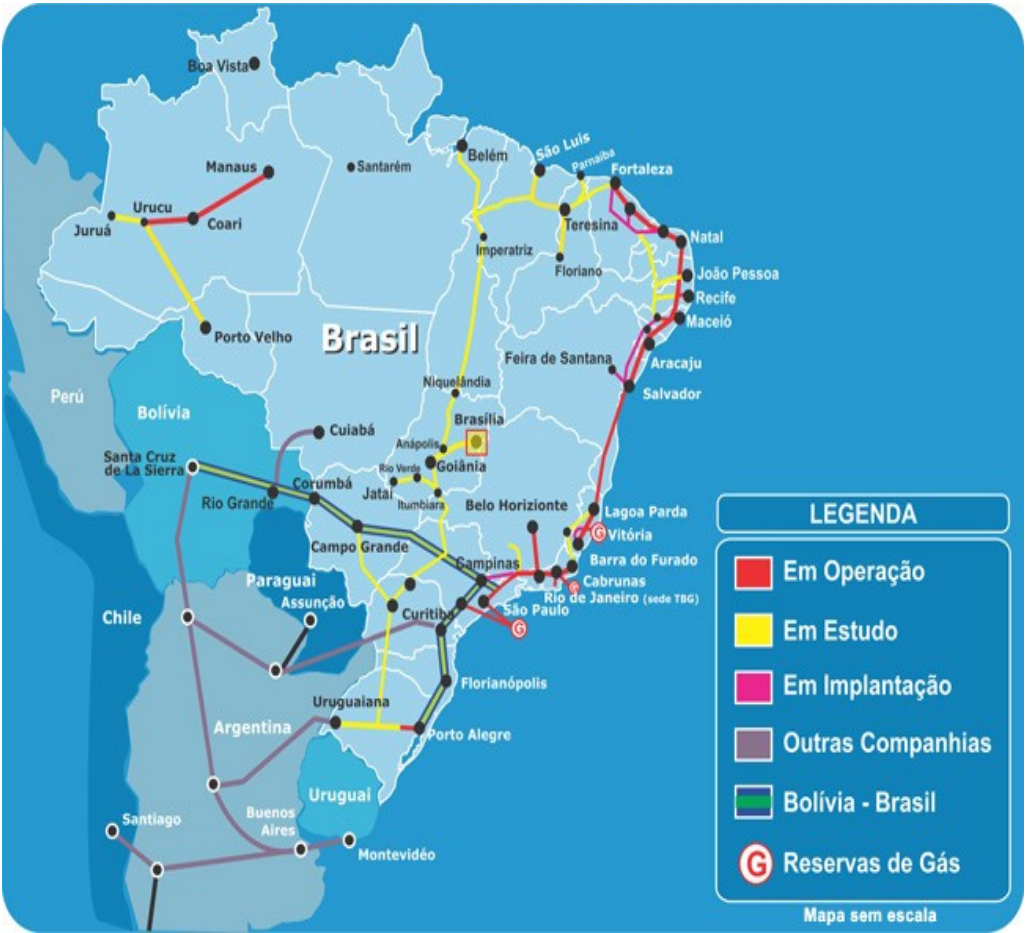 Boa Vista
Manaus
Santarém
Belém
São Luis
Parnaíba
Fortaleza
Urucu
Juruá
Coari
Teresina
Imperatriz
Floriano
Natal
João Pessoa
Recife
Maceió
Aracaju
Salvador
Feira de Santana
Porto Velho
Brasil
Perú
Bolívia
Niquelândia
Brasília
Cuiabá
Anápolis
Goiânia
Rio Verde
Jataí
Itumbiara
Santa Cruz
de La Sierra
Rio Grande
Corumbá
Belo Horizionte
Lagoa Parda
G
Vitória
Campo Grande
Campinas
Barra do Furado
Cabrunas
G
Rio de Janeiro (sede TBG)
Paraguai
Assunção
Chile
Curitiba
São Paulo
G
Florianópolis
Uruguaiana
Argentina
Porto Alegre
Uruguai
Buenos
Aires
Santiago
Montevidéo
LEGENDA
Em Operação
Em Estudo
Em Implantação
Outras Companhias
Bolívia - Brasil
G Reservas de Gás
Mapa sem escala